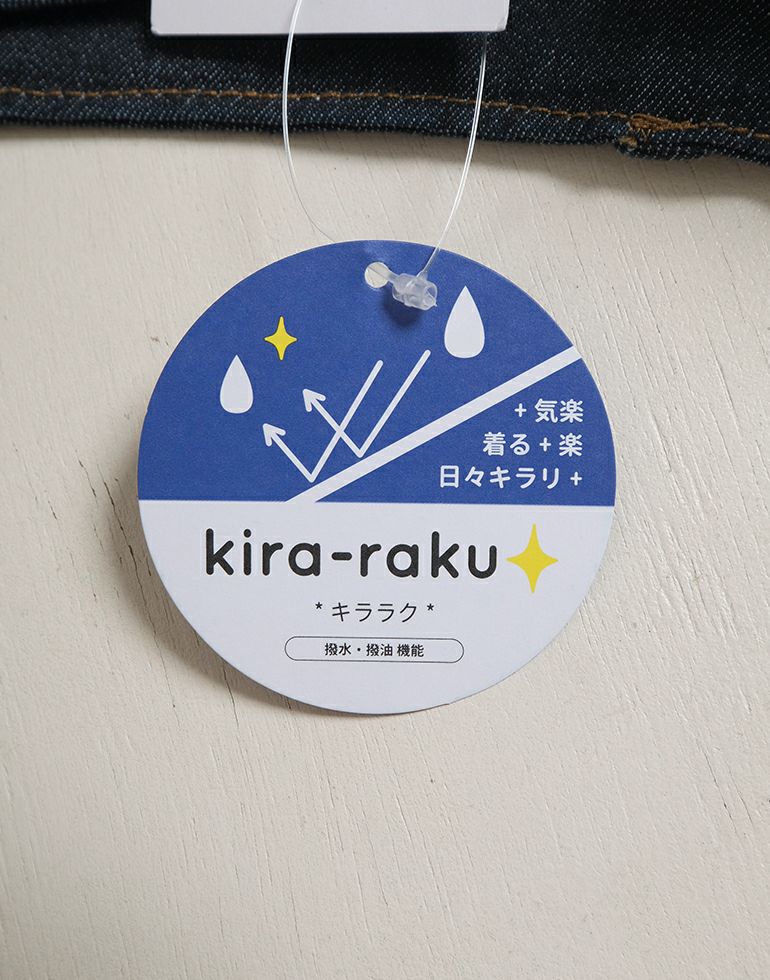 + 気楽
着る + 楽
日々キラリ +
kira-raku
* キララク *
撥水・撥油 機能